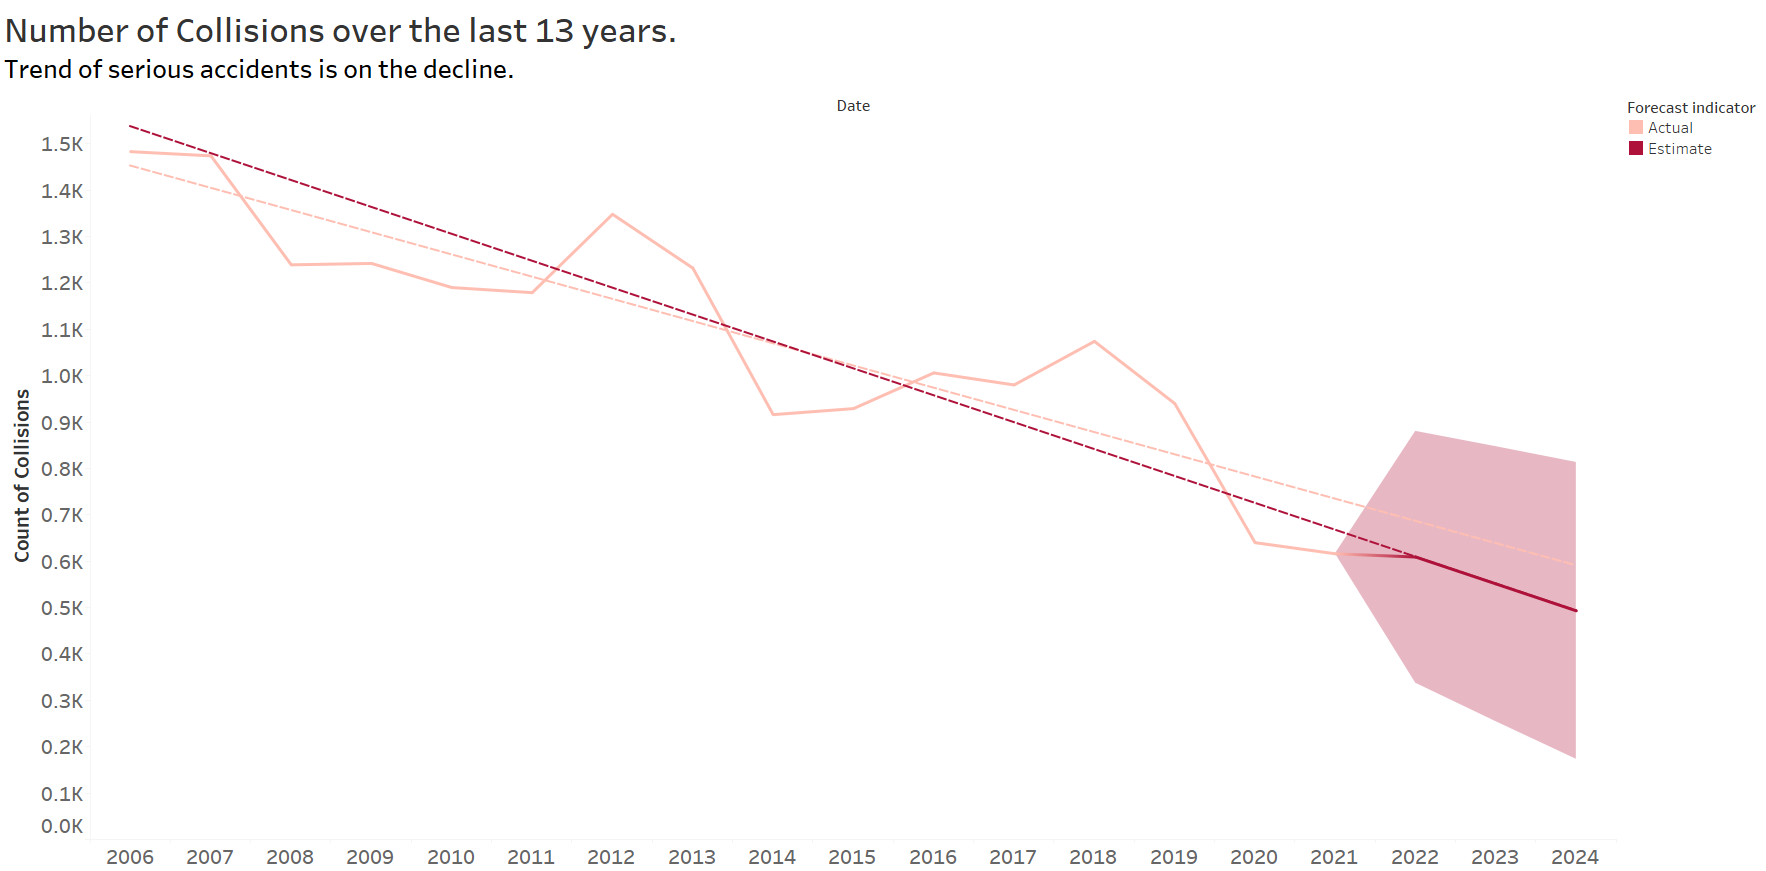 Number of Collisions over the last 13 years.
Trend of serious accidents is on the decline.
Date
Forecast indicator
Actual
Estimate
Count of Collisions
1.5K
1.4K
1.3K
1.2K
1.1K
1.0K
0.9K
0.8K
0.7K
0.6K
0.5K
0.4K
0.3K
0.2K
0.1K
0.0K
2006 2007 2008 2009 2010 2011 2012 2013 2014 2015 2016 2017 2018 2019 2020 2021 2022 2023 2024